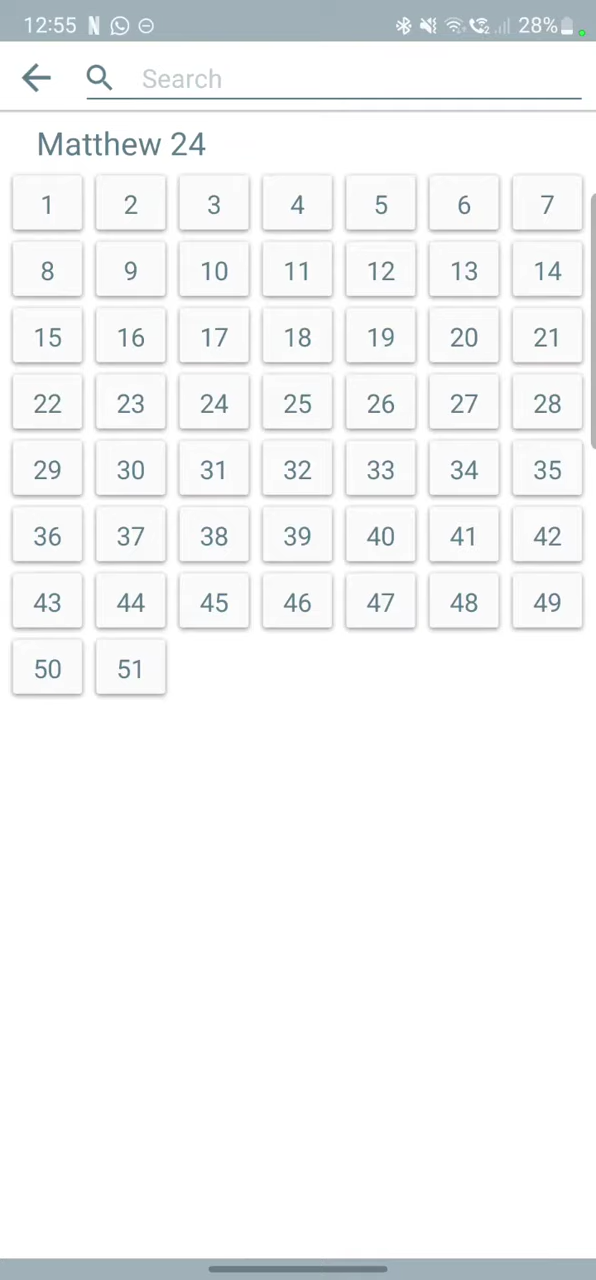 12:55 N 28%
Search
Matthew 24
1 2 3 4 5 6 7
8 9 10 11 12 13 14
15 16 17 18 19 20 21
22 23 24 25 26 27 28
29 30 31 32 33 34 35
36 37 38 39 40 41 42
43 44 45 46 47 48 49
50 51